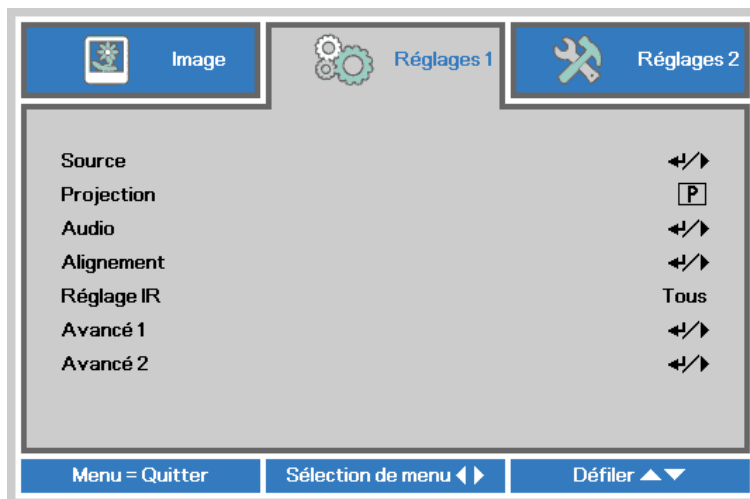 Image
Réglages 1
Réglages 2
Source
Projection P
Audio
Alignement
Réglage IR Tous
Avancé 1
Avancé 2
Menu = Quitter
Sélection de menu
Défiler